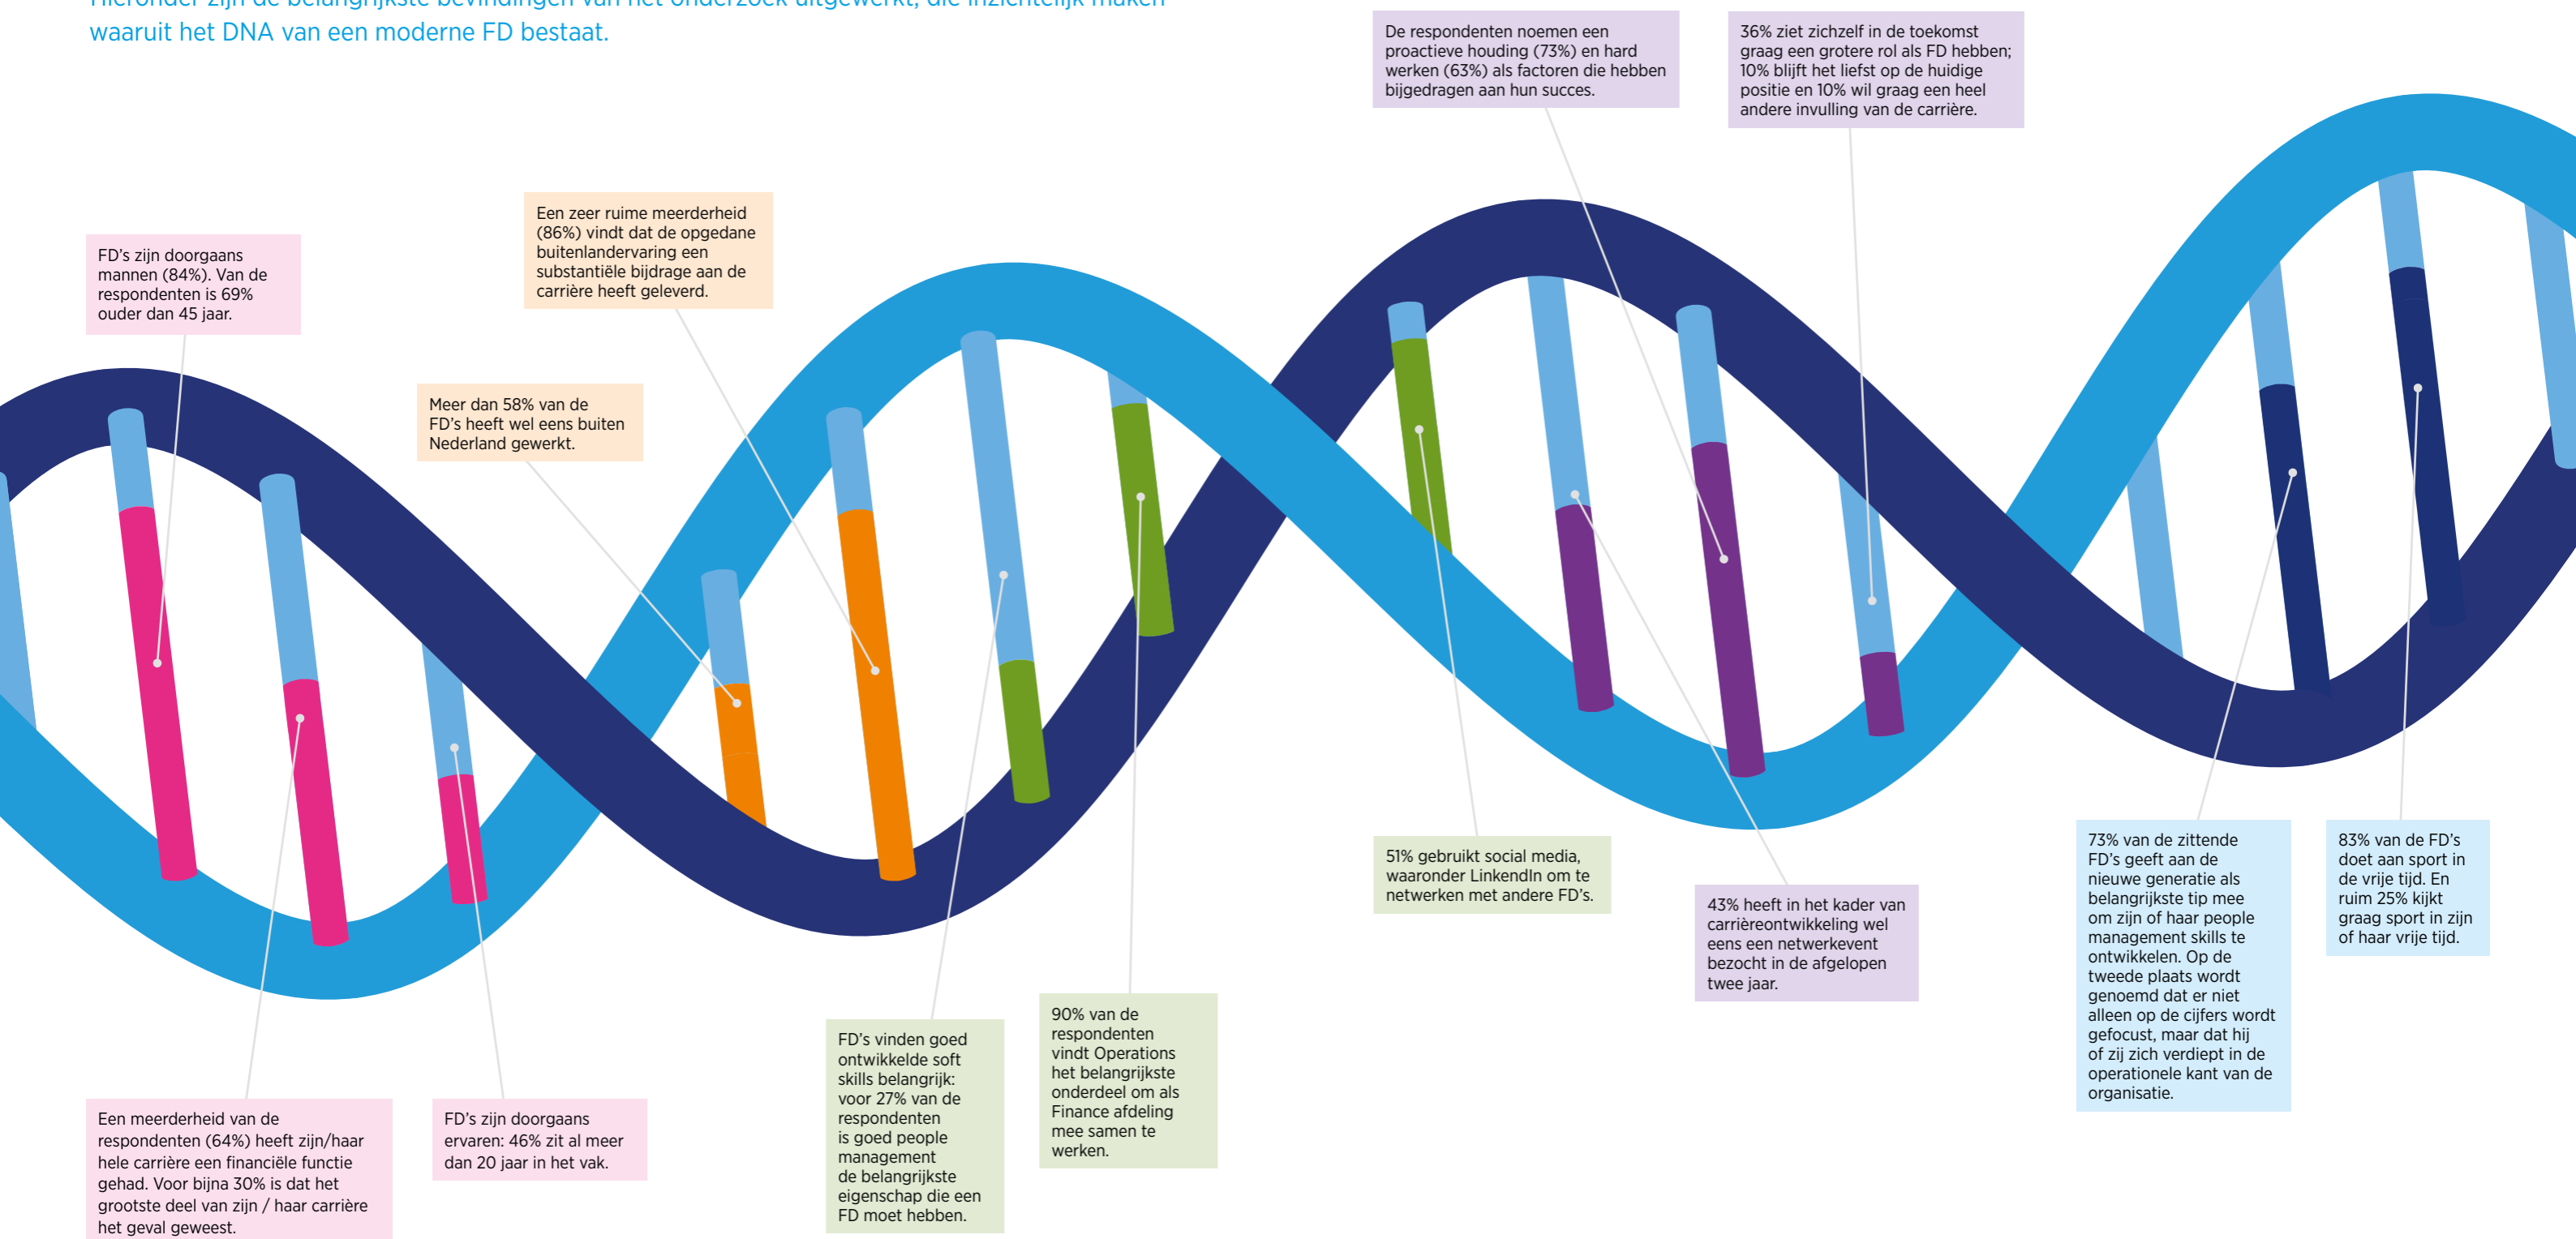 Hieronder zijn de belangrijkste bevindingen van het onderzoek uitgewerkt, die inzichtelijk maken
waaruit het DNA van een moderne FD bestaat.
De respondenten noemen een
proactieve houding (73%) en hard
werken (63%) als factoren die hebben
bijgedragen aan hun succes.
36% ziet zichzelf in de toekomst
graag een grotere rol als FD hebben;
10% blijft het liefst op de huidige
positie en 10% wil graag een heel
andere invulling van de carrière.
Een zeer ruime meerderheid
(86%) vindt dat de opgedane
buitenlandervaring een
substantiële bijdrage aan de
carrière heeft geleverd.
FD's zijn doorgaans
mannen (84%). Van de
respondenten is 69%
ouder dan 45 jaar.
Meer dan 58% van de
FD's heeft wel eens buiten
Nederland gewerkt.
51% gebruikt social media,
waaronder LinkendIn om te
netwerken met andere FD's.
43% heeft in het kader van
carrièreontwikkeling wel
eens een netwerkevent
bezocht in de afgelopen
twee jaar.
73% van de zittende
FD's geeft aan de
nieuwe generatie als
belangrijkste tip mee
om zijn of haar people
management skills te
ontwikkelen. Op de
tweede plaats wordt
genoemd dat er niet
alleen op de cijfers wordt
gefocust, maar dat hij
of zij zich verdiept in de
operationele kant van de
organisatie.
83% van de FD's
doet aan sport in
de vrije tijd. En
ruim 25% kijkt
graag sport in zijn
of haar vrije tijd.
Een meerderheid van de
respondenten (64%) heeft zijn/haar
hele carrière een financiële functie
gehad. Voor bijna 30% is dat het
grootste deel van zijn / haar carrière
het geval geweest.
FD's zijn doorgaans
ervaren: 46% zit al meer
dan 20 jaar in het vak.
FD's vinden goed
ontwikkelde soft
skills belangrijk:
voor 27% van de
respondenten
is goed people
management
de belangrijkste
eigenschap die een
FD moet hebben.
90% van de
respondenten
vindt Operations
het belangrijkste
onderdeel om als
Finance afdeling
mee samen te
werken.